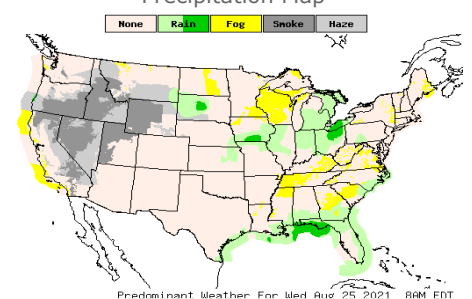 Precipitation Map
None Rain Fog Smoke Haze
Predominant Weather For Wed Aug 25 2021 8AM EDT